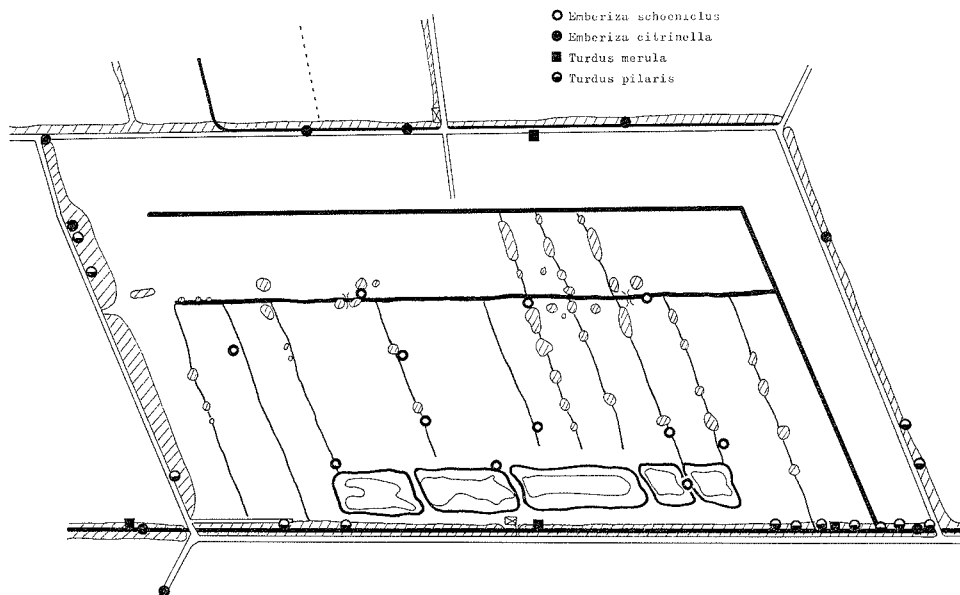 Emberiza schoeniclus
Emberiza citrinella
Turdus merula
Turdus pilaris